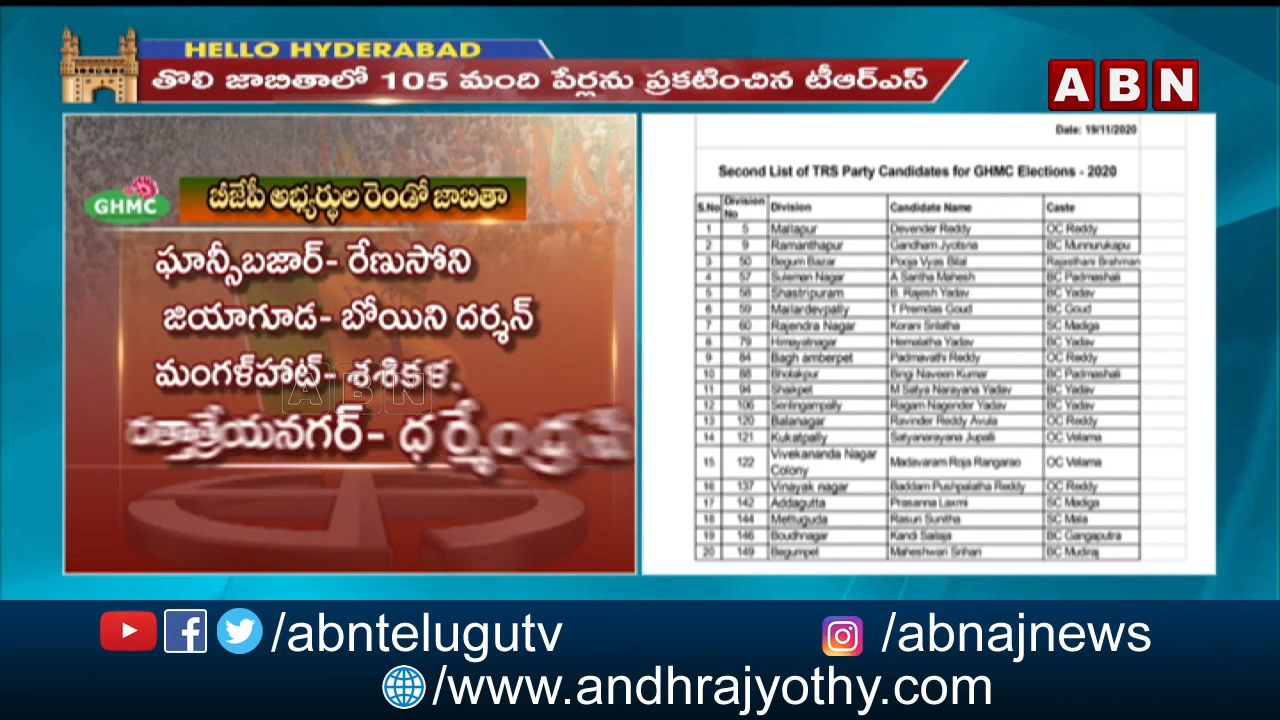 HELLO HYDERABAD
తొలి జాబితాలో 105 మంది పేర్లను ప్రకటించిన టీఆర్ఎస్
ABN
GHMC
బీజేపీ అభ్యర్థుల రెండో జాబితా
ఘాన్సీబజార్- రేణుసోని
జియాగూడ- బోయిని దర్శన్
మంగళ్‌హాట్- శశికళ.
ABN
దత్తాత్రేయనగర్- ధర్మేంద్ర
Date: 19/11/2020
Second List of TRS Party Candidates for GHMC Elections - 2020
S.No Division No Division Candidate Name Caste
1 5 Mallapur Devender Reddy OC Reddy
2 9 Ramanthapur Gandham Jyotsna BC Munnurukapu
3 50 Begum Bazar Pooja Vyas Bilal Rajasthani Brahman
4 57 Suleman Nagar A Saritha Mahesh BC Padmashali
5 58 Shastripuram B. Rajesh Yadav BC Yadav
6 59 Mailardevpally T Premdas Goud BC Goud
7 60 Rajendra Nagar Korani Srilatha SC Madiga
8 79 Himayatnagar Hemalatha Yadav BC Yadav
9 84 Bagh amberpet Padmavathi Reddy OC Reddy
10 88 Bholakpur Bingi Naveen Kumar BC Padmashali
11 94 Shaikpet M Satya Narayana Yadav BC Yadav
12 106 Serilingampally Ragam Nagender Yadav BC Yadav
13 120 Balanagar Ravinder Reddy Avula OC Reddy
14 121 Kukatpally Satyanarayana Jupalli OC Velama
15 122 Vivekananda Nagar Colony Madavaram Roja Rangarao OC Velama
16 137 Vinayak nagar Baddam Pushpalatha Reddy OC Reddy
17 142 Addagutta Prasanna Laxmi SC Madiga
18 144 Mettuguda Rasuri Sunitha SC Mala
19 146 Boudhnagar Kandi Sailaja BC Gangaputra
20 149 Begumpet Maheshwari Srihari BC Mudiraj
/abntelugutv
/abnajnews
/www.andhrajyothy.com